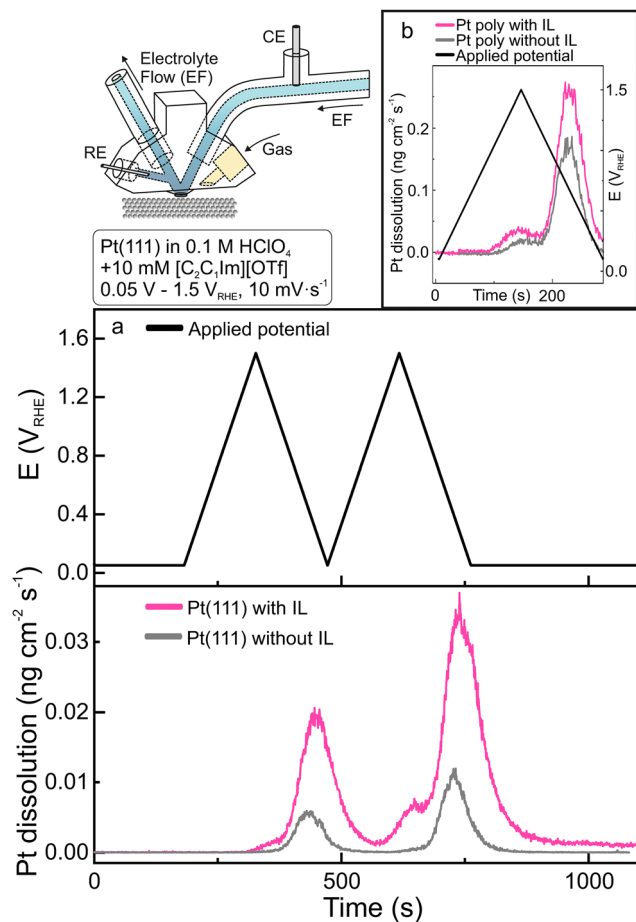 CE
Electrolyte
Flow (EF)
EF
RE
Gas
Pt(111) in 0.1 M HClO₄
+10 mM [C₂C₁Im][OTf]
0.05 V - 1.5 V_RHE, 10 mV·s⁻¹
b
Pt poly with IL
Pt poly without IL
Applied potential
Pt dissolution (ng cm⁻² s⁻¹)
0.2
0.1
0.0
1.5
1.0
0.5
0.0
E (V_RHE)
0
200
Time (s)
a
Applied potential
E (V_RHE)
1.6
1.2
0.8
0.4
0.0
Pt(111) with IL
Pt(111) without IL
Pt dissolution (ng cm⁻² s⁻¹)
0.03
0.02
0.01
0.00
0
500
1000
Time (s)